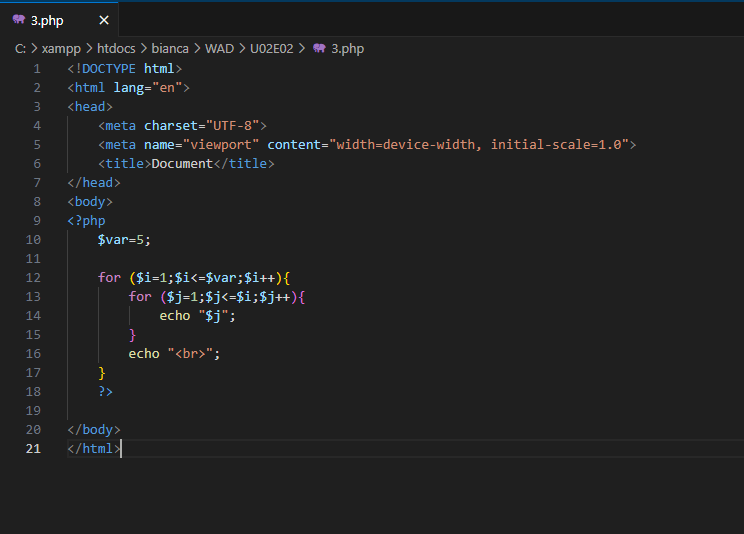 3.php ×
C: > xampp > htdocs > bianca > WAD > U02E02 > 3.php
1 <!DOCTYPE html>
2 <html lang="en">
3 <head>
4     <meta charset="UTF-8">
5     <meta name="viewport" content="width=device-width, initial-scale=1.0">
6     <title>Document</title>
7 </head>
8 <body>
9 <?php
10     $var=5;
11
12     for ($i=1;$i<=$var;$i++){
13         for ($j=1;$j<=$i;$j++){
14             echo "$j";
15         }
16         echo "<br>";
17     }
18     ?>
19
20 </body>
21 </html>